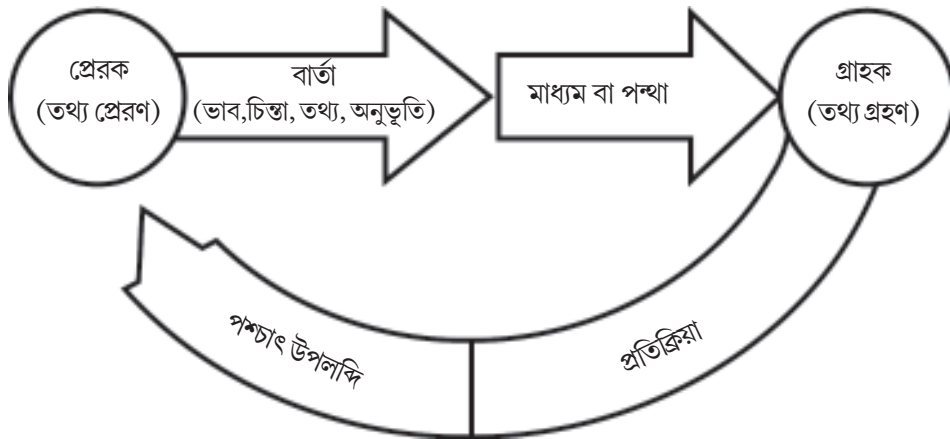 প্রেরক
(তথ্য প্রেরণ)
বার্তা
(ভাব,চিন্তা, তথ্য, অনুভূতি)
মাধ্যম বা পন্থা
গ্রাহক
(তথ্য গ্রহণ)
প্রতিক্রিয়া
পশ্চাৎ উপলব্দি